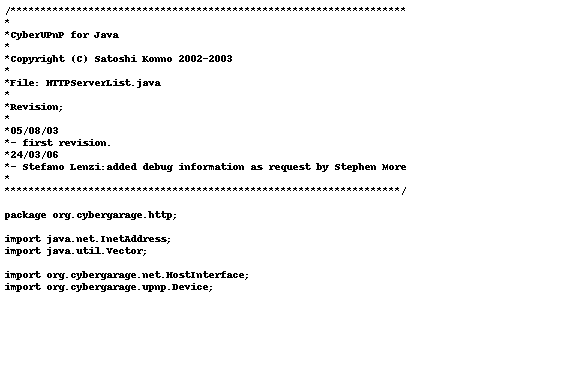 /******************************************************************
*
*CyberUPnP for Java
*
*Copyright (C) Satoshi Konno 2002-2003
*
*File: HTTPServerList.java
*
*Revision;
*
*05/08/03
*- first revision.
*24/03/06
*- Stefano Lenzi:added debug information as request by Stephen More
*
******************************************************************/
package org.cybergarage.http;
import java.net.InetAddress;
import java.util.Vector;
import org.cybergarage.net.HostInterface;
import org.cybergarage.upnp.Device;